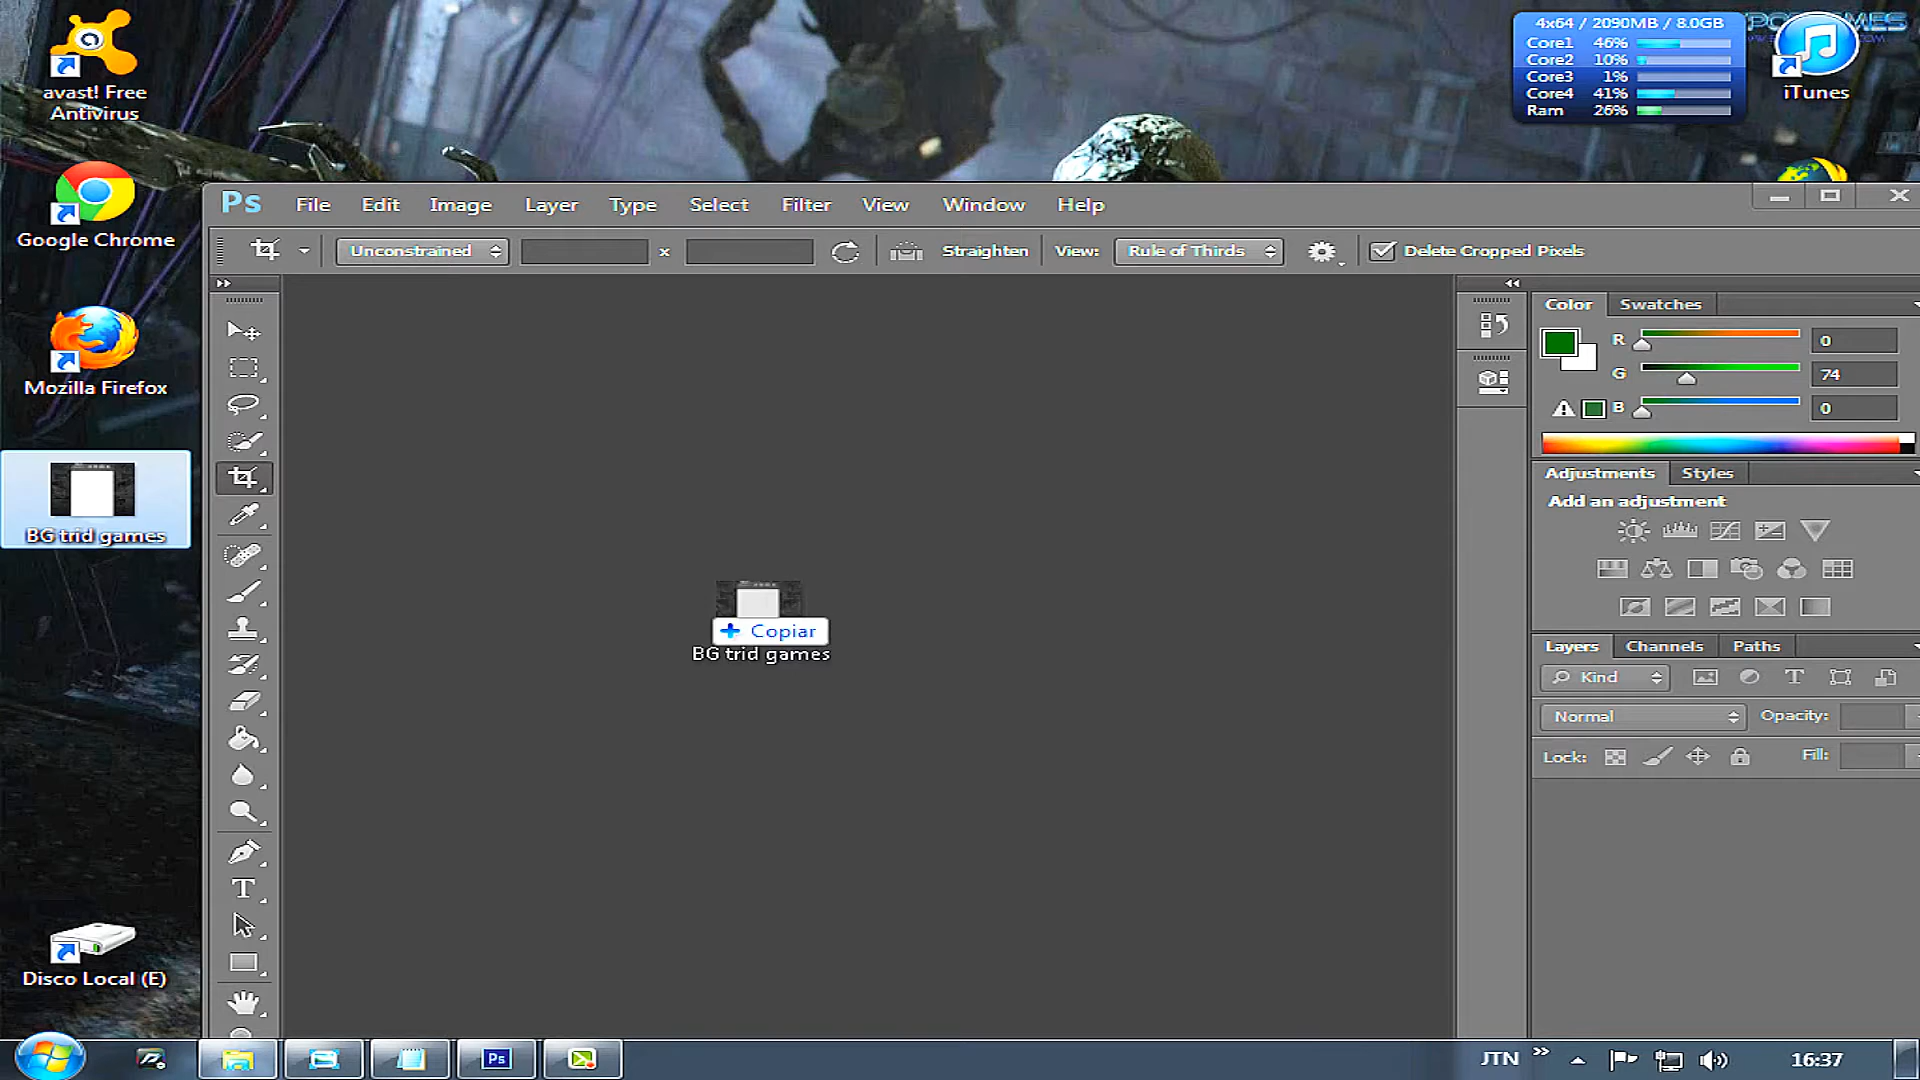 avast! Free
Antivirus
Google Chrome
Mozilla Firefox
BG trid games
Disco Local (E)
4x64 / 2090MB / 8.0GB
Core1 46%
Core2 10%
Core3 1%
Core4 41%
Ram 26%
iTunes
Ps File Edit Image Layer Type Select Filter View Window Help
Unconstrained x Straighten View: Rule of Thirds Delete Cropped Pixels
Color Swatches
R 0
G 74
B 0
Adjustments Styles
Add an adjustment
Copiar
BG trid games
Layers Channels Paths
Kind
Normal Opacity:
Lock: Fill:
Ps
JTN 16:37